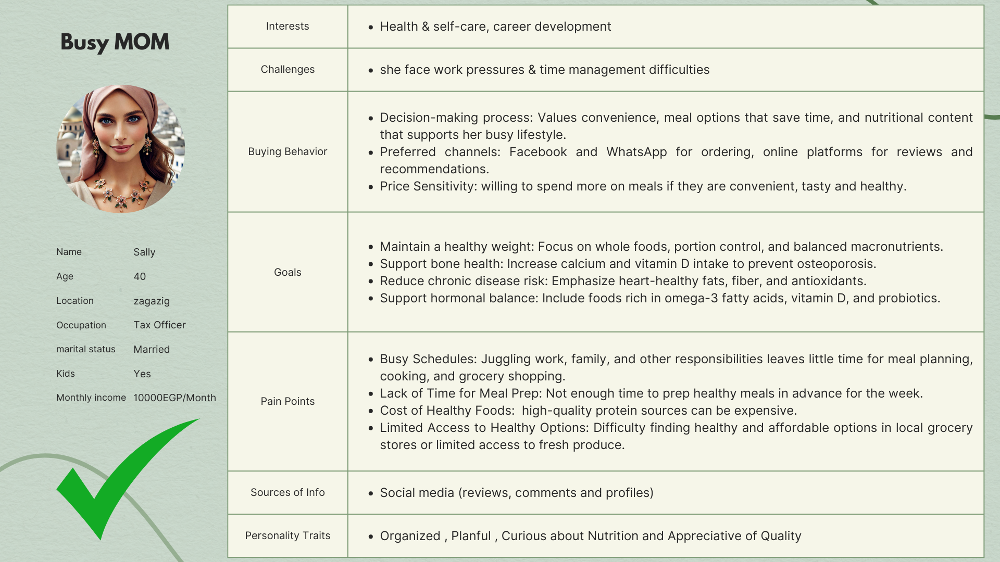 Busy MOM
Name Sally
Age 40
Location zagazig
Occupation Tax Officer
marital status Married
Kids Yes
Monthly income 10000EGP/Month
Interests
• Health & self-care, career development
Challenges
• she face work pressures & time management difficulties
Buying Behavior
• Decision-making process: Values convenience, meal options that save time, and nutritional content
that supports her busy lifestyle.
• Preferred channels: Facebook and WhatsApp for ordering, online platforms for reviews and
recommendations.
• Price Sensitivity: willing to spend more on meals if they are convenient, tasty and healthy.
Goals
• Maintain a healthy weight: Focus on whole foods, portion control, and balanced macronutrients.
• Support bone health: Increase calcium and vitamin D intake to prevent osteoporosis.
• Reduce chronic disease risk: Emphasize heart-healthy fats, fiber, and antioxidants.
• Support hormonal balance: Include foods rich in omega-3 fatty acids, vitamin D, and probiotics.
Pain Points
• Busy Schedules: Juggling work, family, and other responsibilities leaves little time for meal planning,
cooking, and grocery shopping.
• Lack of Time for Meal Prep: Not enough time to prep healthy meals in advance for the week.
• Cost of Healthy Foods:  high-quality protein sources can be expensive.
• Limited Access to Healthy Options: Difficulty finding healthy and affordable options in local grocery
stores or limited access to fresh produce.
Sources of Info
• Social media (reviews, comments and profiles)
Personality Traits
• Organized , Planful , Curious about Nutrition and Appreciative of Quality